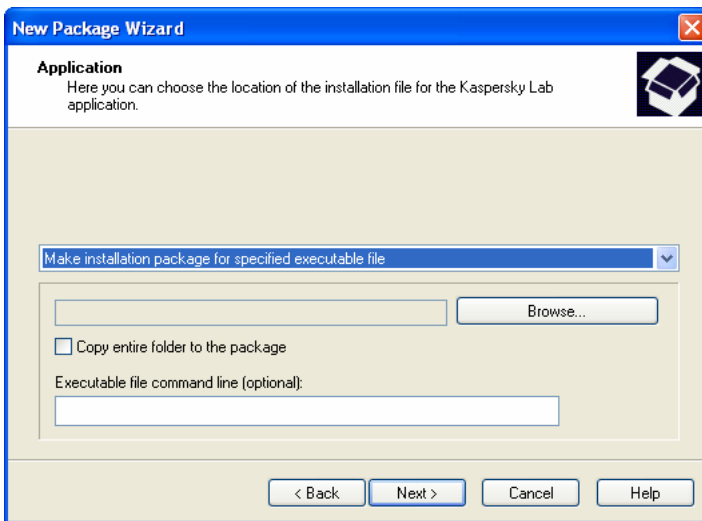 New Package Wizard
Application
Here you can choose the location of the installation file for the Kaspersky Lab
application.
Make installation package for specified executable file
Browse...
Copy entire folder to the package
Executable file command line (optional):
< Back Next > Cancel Help